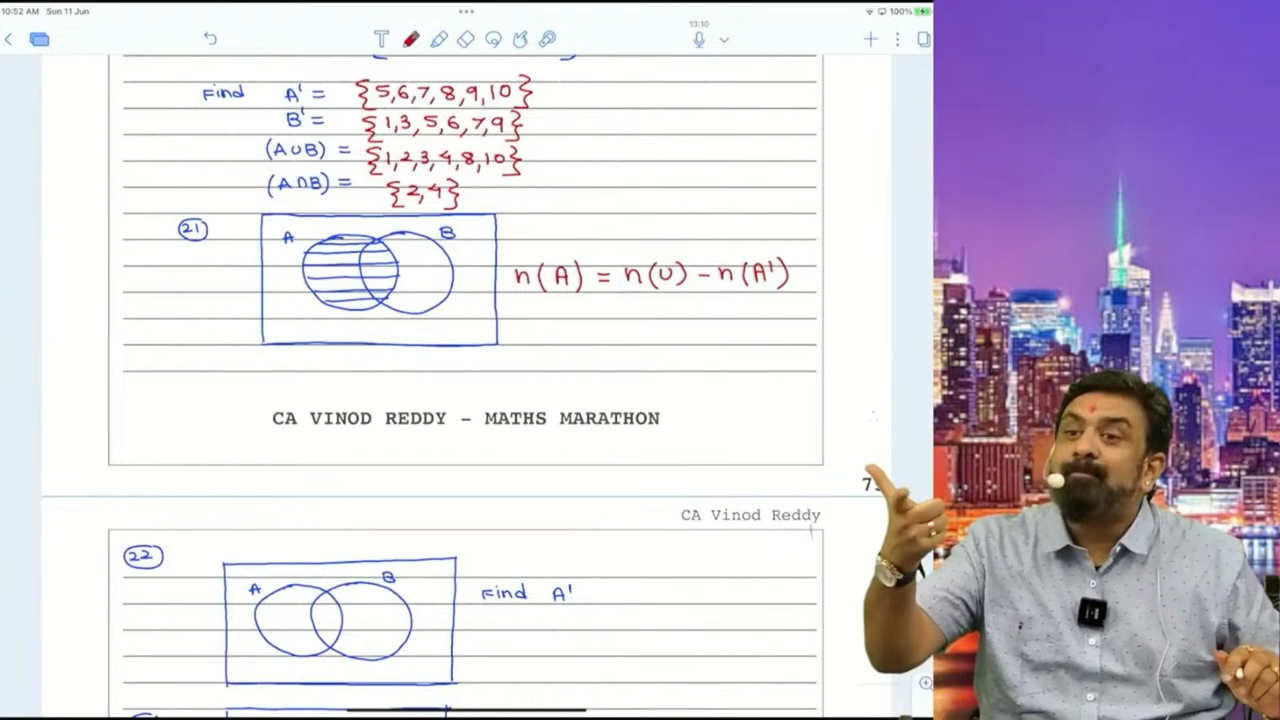 10:52 AM Sun 11 Jun
100%
13:10
Find A' = {5,6,7,8,9,10}
B' = {1,3,5,6,7,9}
(A∪B) = {1,2,3,4,8,10}
(A∩B) = {2,4}
21
A B
n(A) = n(U) - n(A')
CA VINOD REDDY - MATHS MARATHON
CA Vinod Reddy
22
A B
Find A'